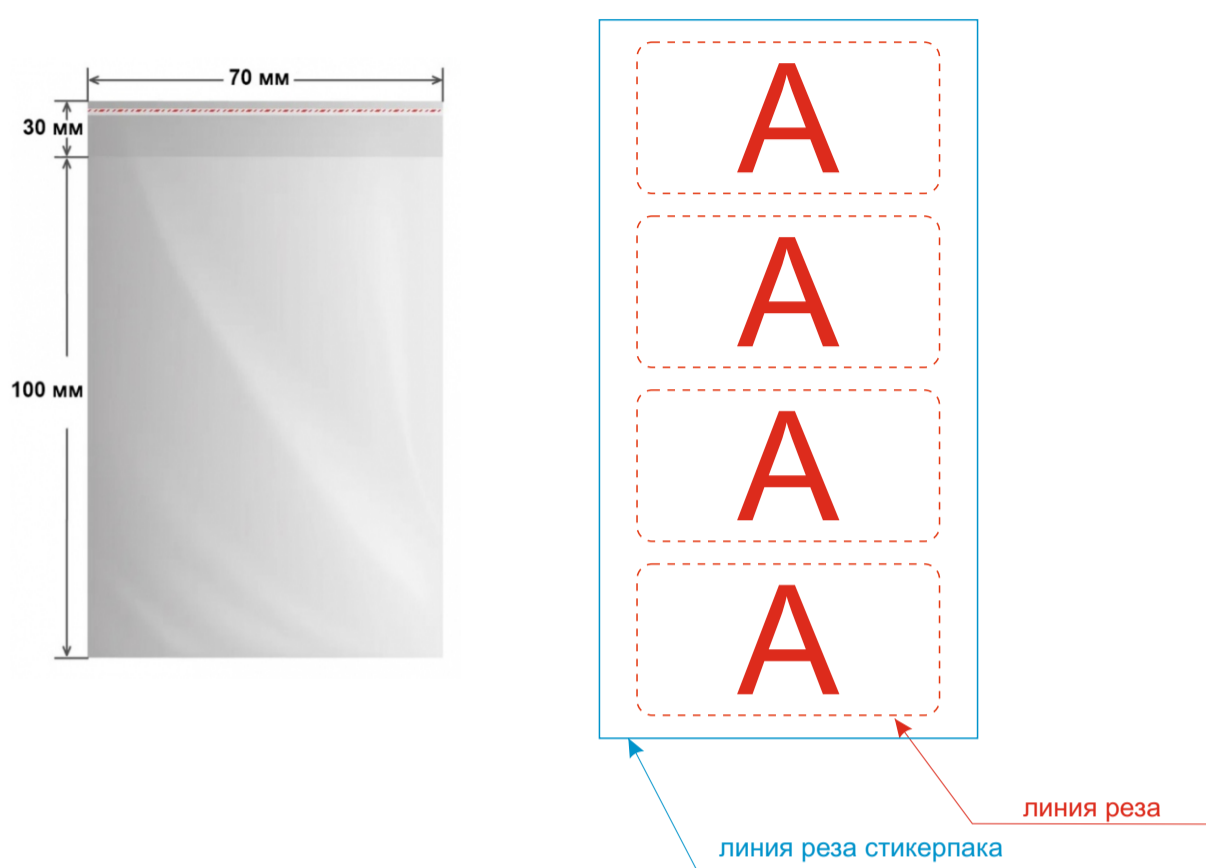 70 мм
30 мм
100 мм
А
А
А
А
линия реза
линия реза стикерпака